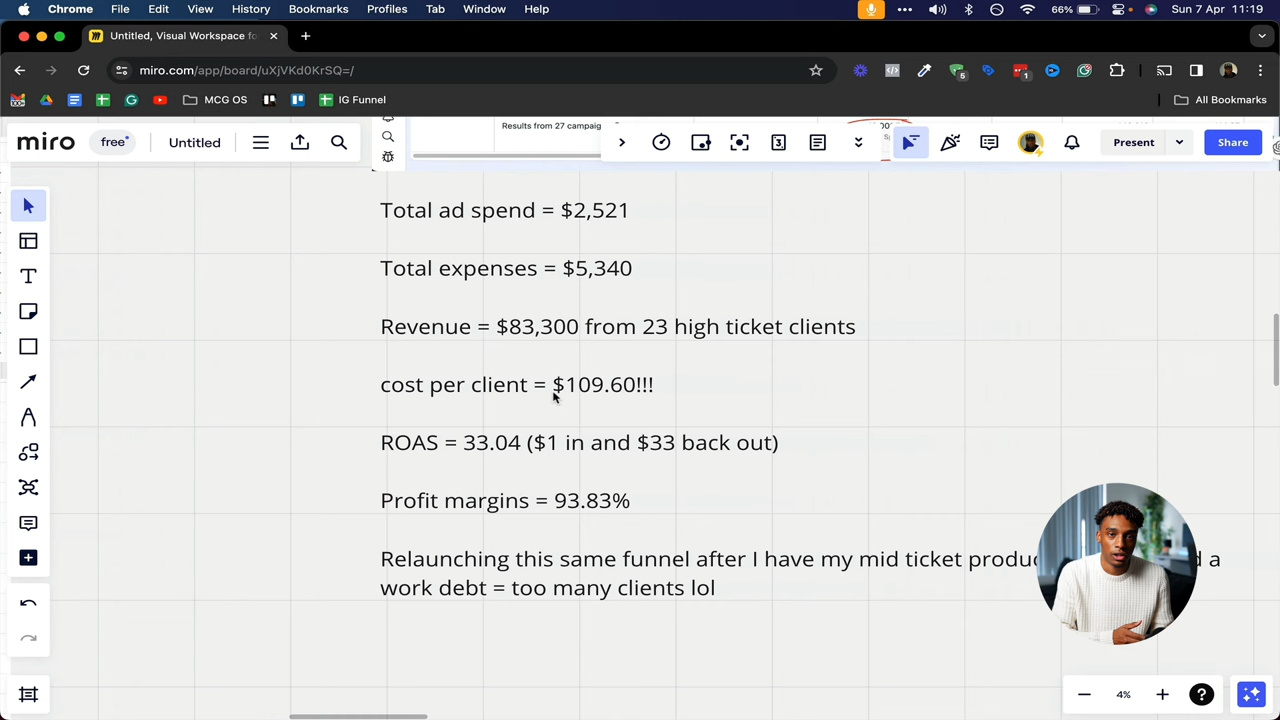 Chrome File Edit View History Bookmarks Profiles Tab Window Help 66% Sun 7 Apr 11:19
Untitled, Visual Workspace fo
miro.com/app/board/uXjVKd0KrSQ=/
5
1
MCG OS
IG Funnel
All Bookmarks
miro free Untitled
Results from 27 campaig
3
Present
Share
Total ad spend = $2,521
Total expenses = $5,340
Revenue = $83,300 from 23 high ticket clients
cost per client = $109.60!!!
ROAS = 33.04 ($1 in and $33 back out)
Profit margins = 93.83%
Relaunching this same funnel after I have my mid ticket produc
a
work debt = too many clients lol
4%